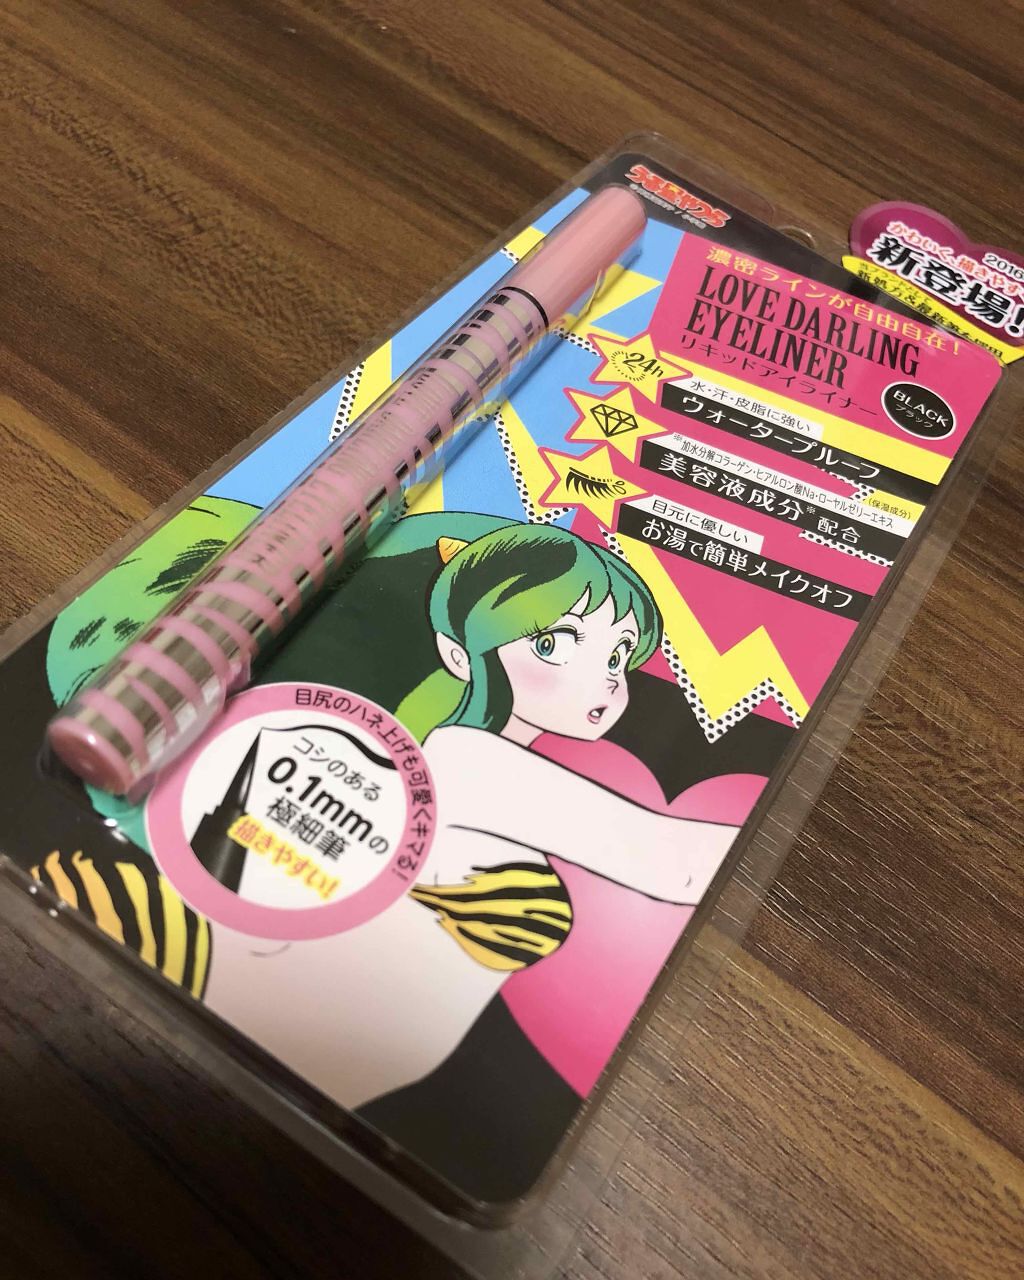 うる星やつら
かわいく、描きやすい
2016
新登場!
濃密ラインが自由自在!
LOVE DARLING
EYELINER
リキッドアイライナー
BLACK
ブラック
24h
水・汗・皮脂に強い
ウォータープルーフ
※加水分解コラーゲン・ヒアルロン酸Na・ローヤルゼリーエキス
(保湿成分)
美容液成分※配合
目元に優しい
お湯で簡単メイクオフ
目尻のハネ上げも可愛くキマる!
コシのある
0.1mmの
極細筆
描きやすい!